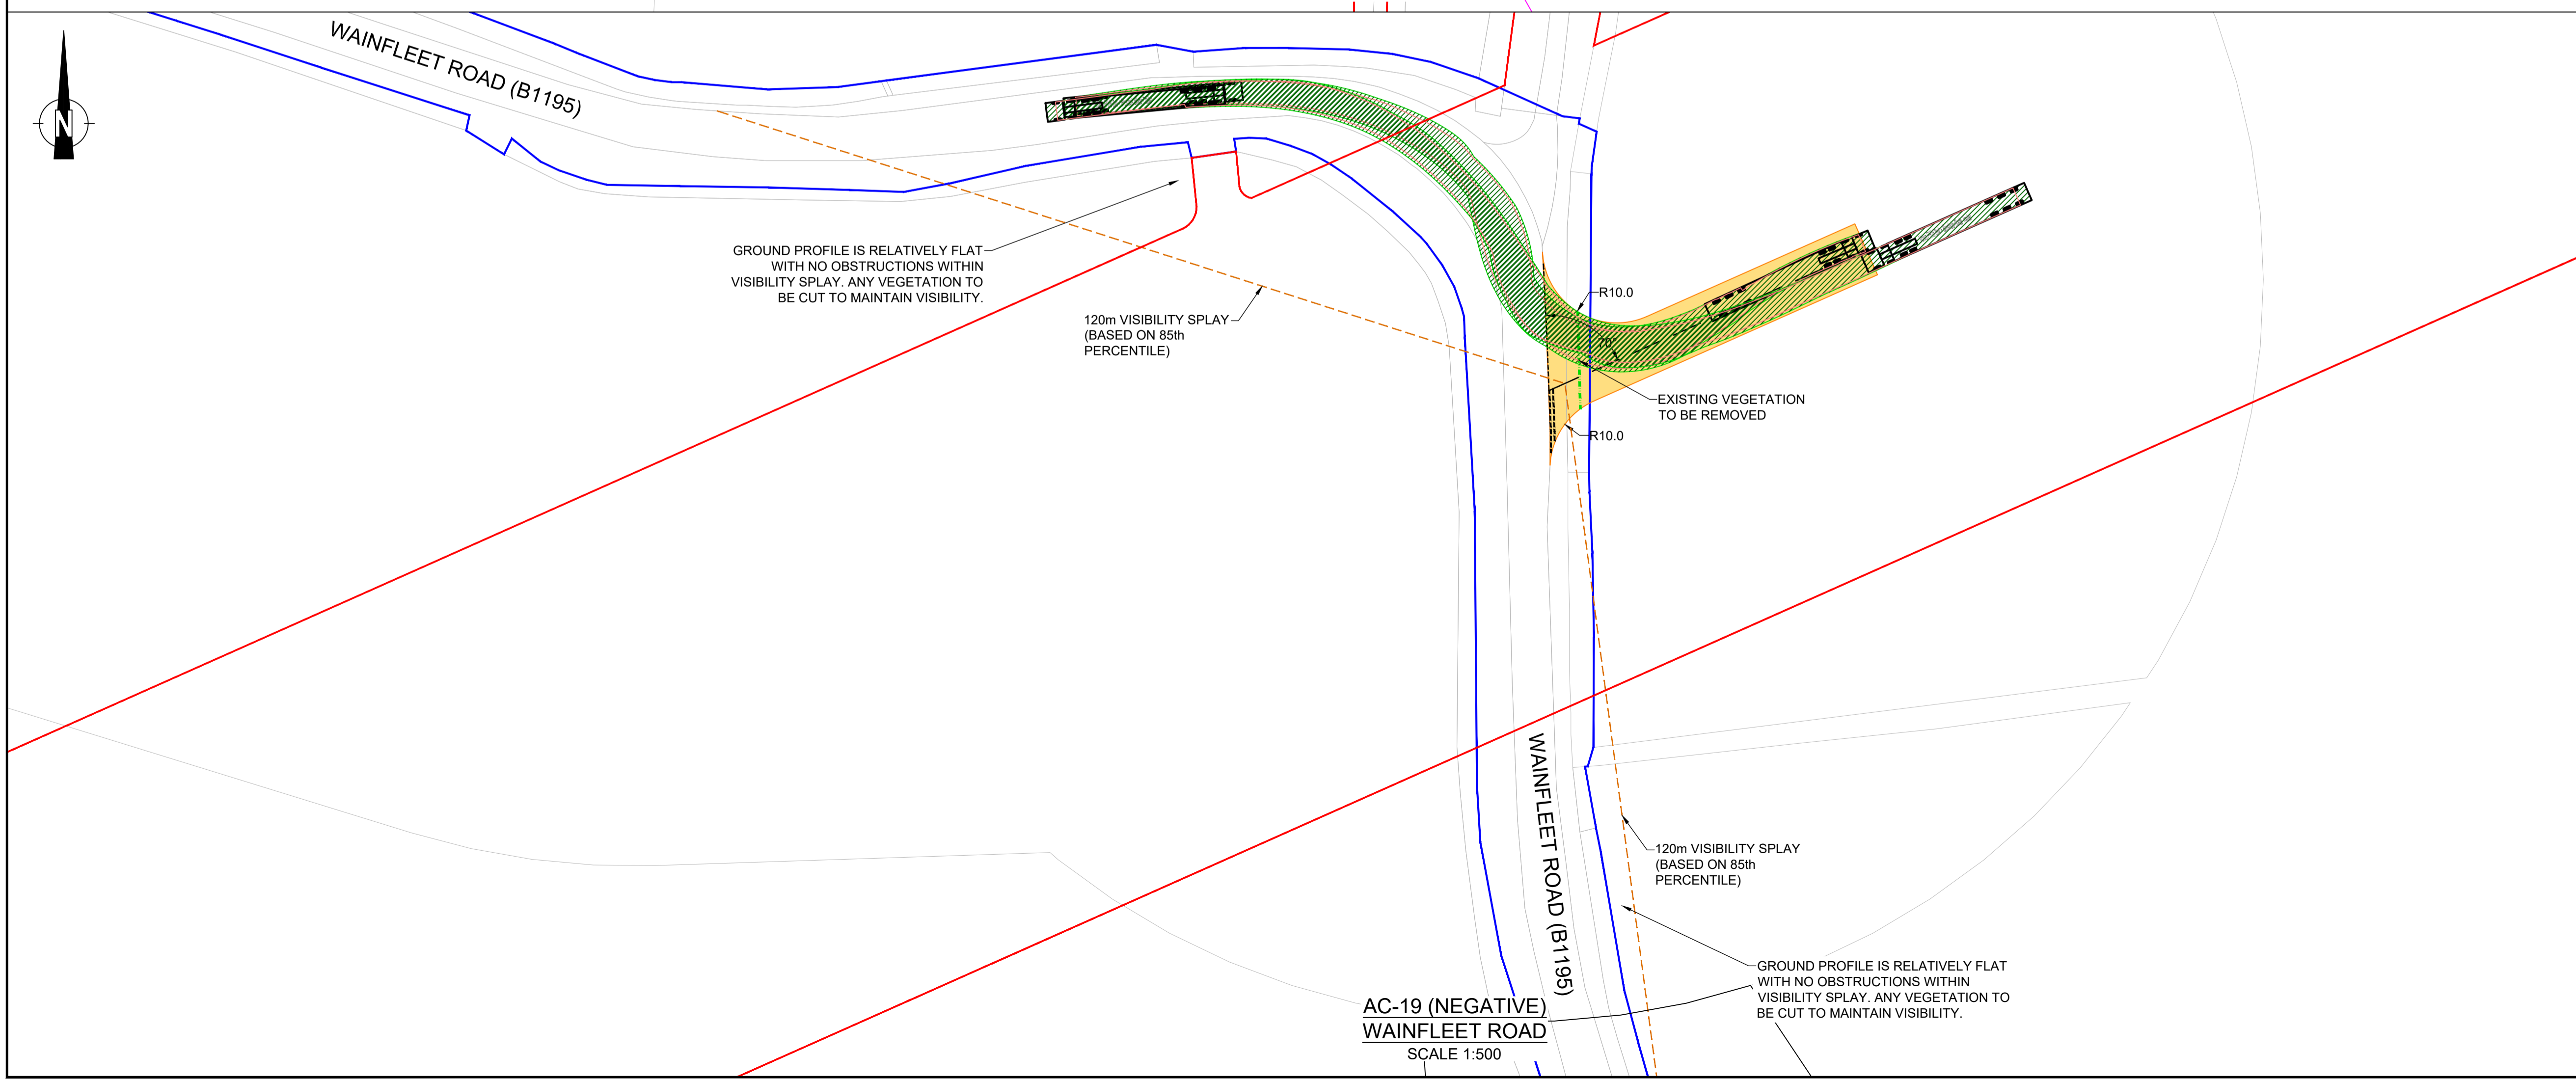 WAINFLEET ROAD (B1195)
N
GROUND PROFILE IS RELATIVELY FLAT
WITH NO OBSTRUCTIONS WITHIN
VISIBILITY SPLAY. ANY VEGETATION TO
BE CUT TO MAINTAIN VISIBILITY.
120m VISIBILITY SPLAY
(BASED ON 85th
PERCENTILE)
R10.0
70°
EXISTING VEGETATION
TO BE REMOVED
R10.0
WAINFLEET ROAD (B1195)
120m VISIBILITY SPLAY
(BASED ON 85th
PERCENTILE)
GROUND PROFILE IS RELATIVELY FLAT
WITH NO OBSTRUCTIONS WITHIN
VISIBILITY SPLAY. ANY VEGETATION TO
BE CUT TO MAINTAIN VISIBILITY.
AC-19 (NEGATIVE)
WAINFLEET ROAD
SCALE 1:500